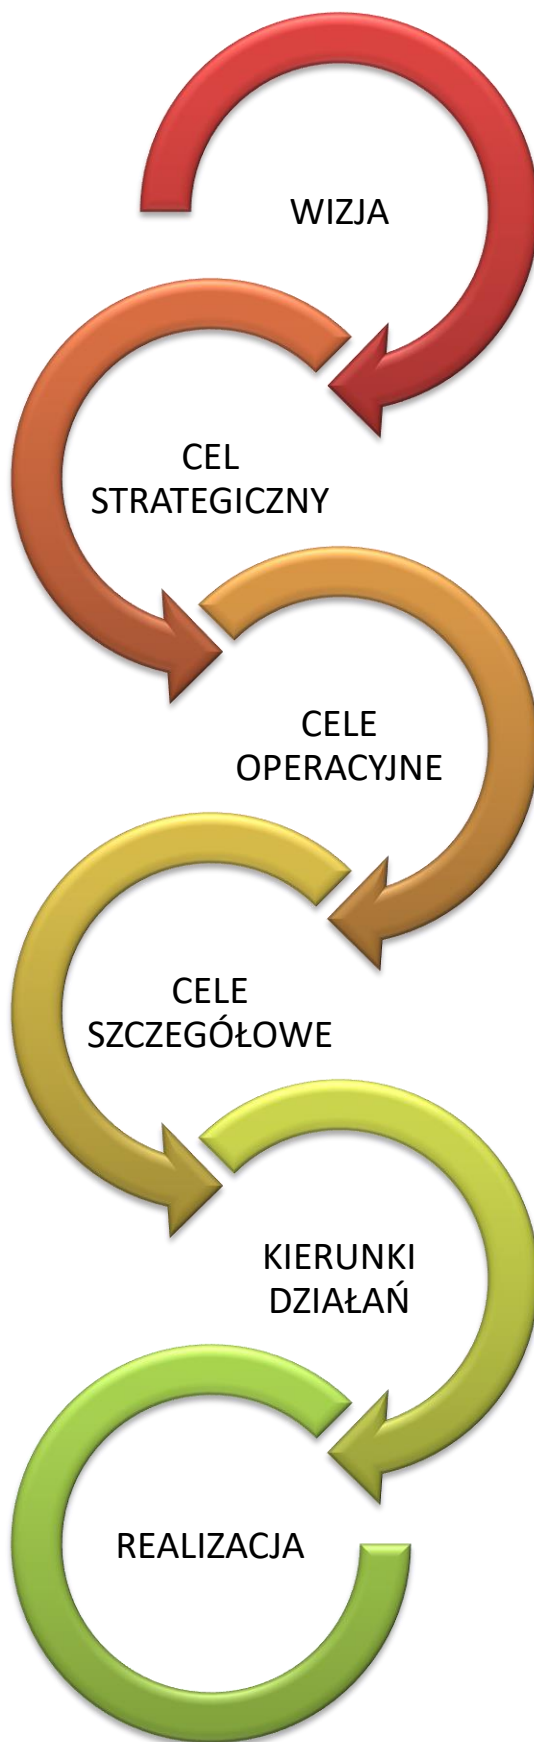 WIZJA
CEL
STRATEGICZNY
CELE
OPERACYJNE
CELE
SZCZEGÓŁOWE
KIERUNKI
DZIAŁAŃ
REALIZACJA